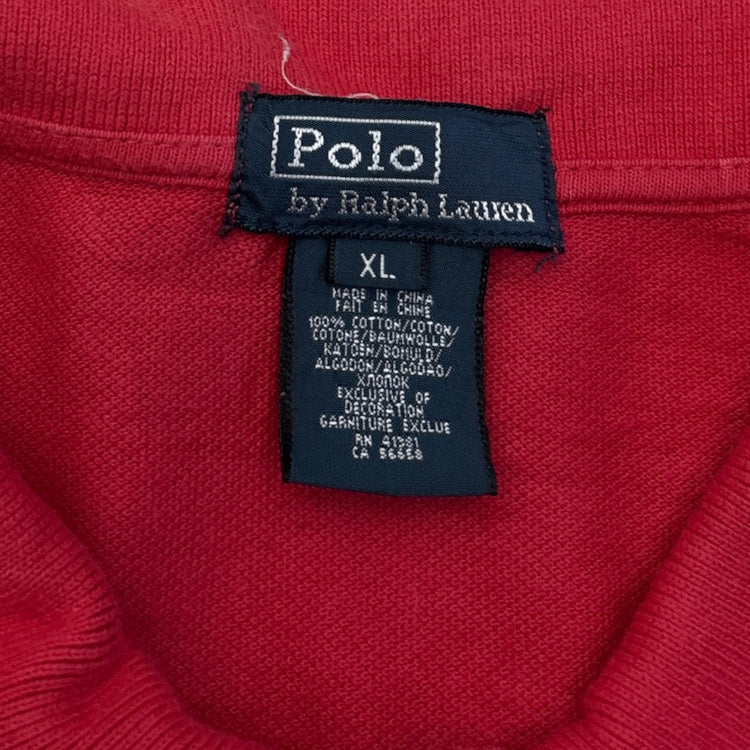 Polo
by Ralph Lauren
XL
MADE IN CHINA
FAIT EN CHINE
100% COTTON/COTON/
COTONE/BAUMWOLLE/
KATOEN/BOMULD/
ALGODON/ALGODAO/
ХЛОПОК
EXCLUSIVE OF
DECORATION
GARNITURE EXCLUE
RN 41381
CA 56658